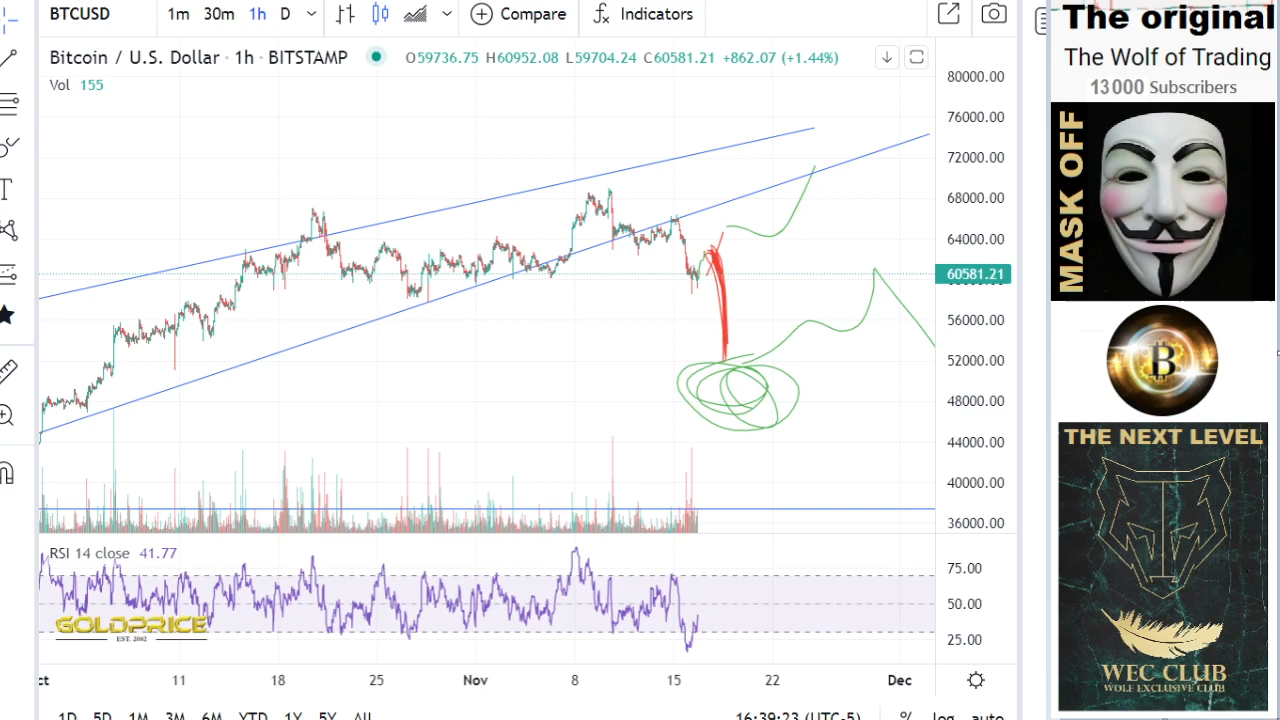 BTCUSD 1m 30m 1h D Compare Indicators
The original
Bitcoin / U.S. Dollar · 1h · BITSTAMP O59736.75 H60952.08 L59704.24 C60581.21 +862.07 (+1.44%)
The Wolf of Trading
Vol 155
13000 Subscribers
80000.00
76000.00
72000.00
68000.00
64000.00
60581.21
56000.00
52000.00
48000.00
44000.00
40000.00
36000.00
MASK OFF
B
THE NEXT LEVEL
WEC CLUB
WOLF EXCLUSIVE CLUB
RSI 14 close 41.77
75.00
50.00
25.00
GOLDPRICE
EST. 2002
11 18 25 Nov 8 15 22 Dec
1D 5D 1M 3M 6M YTD 1Y 5Y 16:39:23 (UTC-5) % log auto